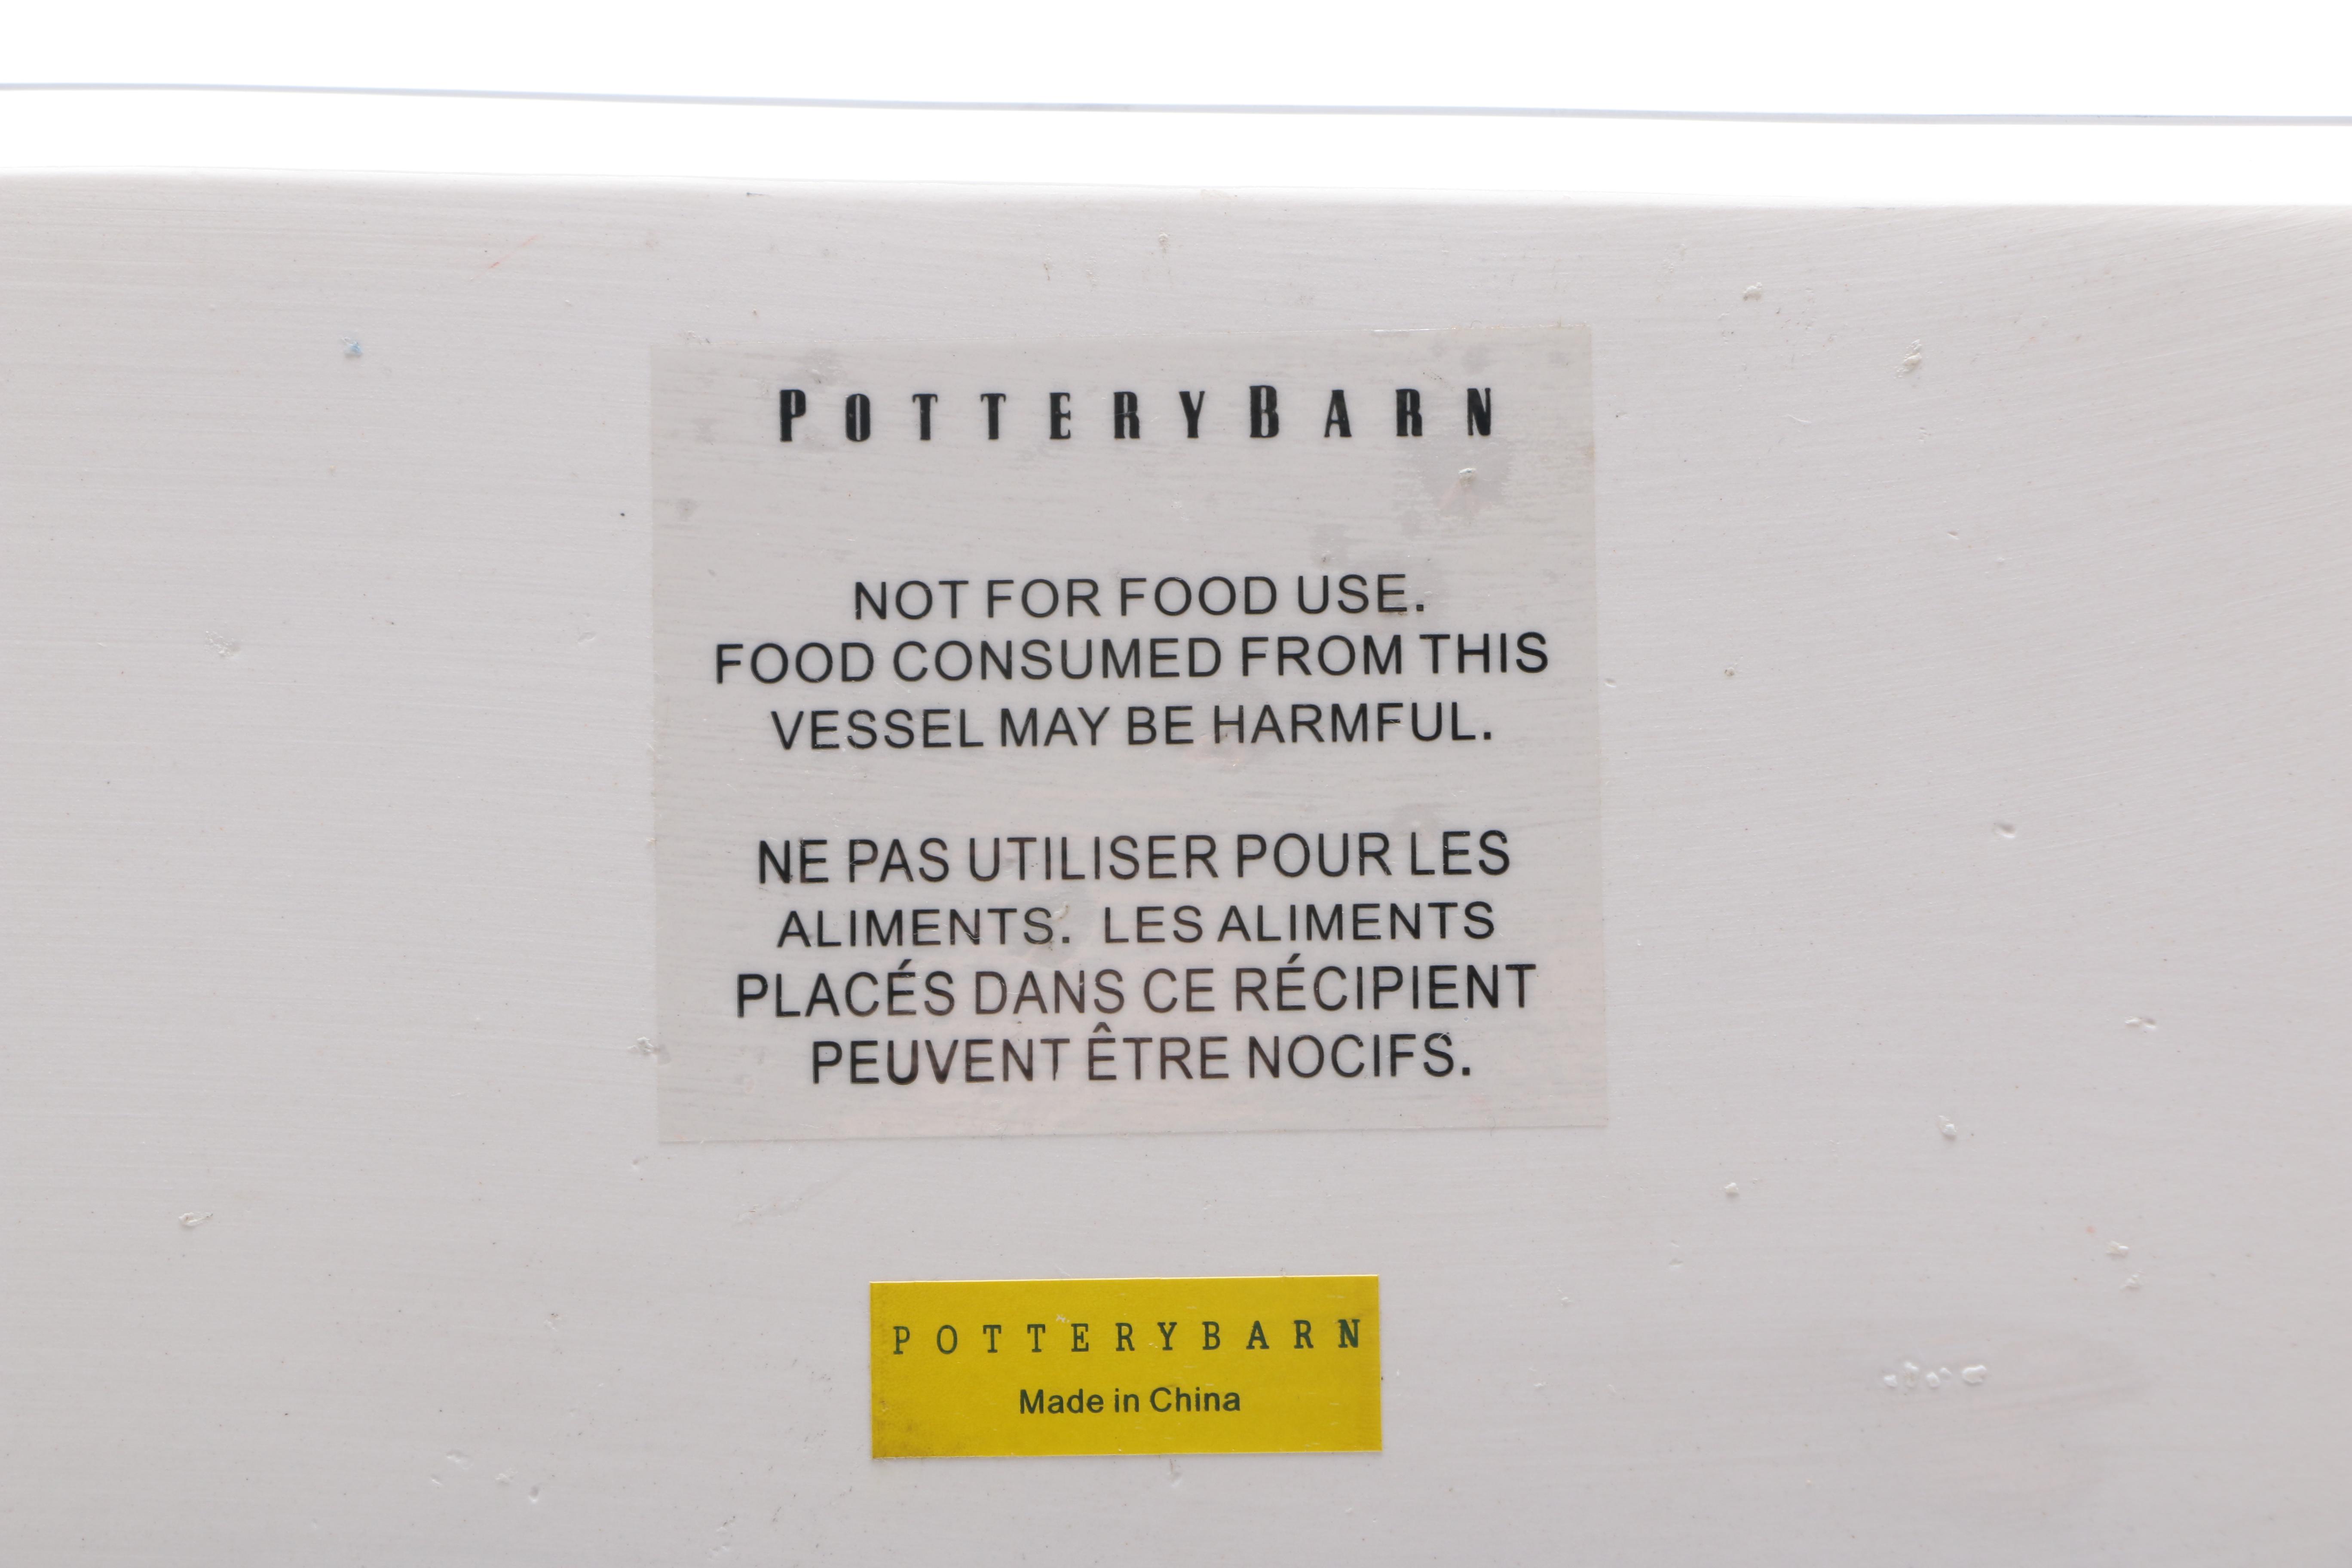 POTTERYBARN
NOT FOR FOOD USE.
FOOD CONSUMED FROM THIS
VESSEL MAY BE HARMFUL.
NE PAS UTILISER POUR LES
ALIMENTS. LES ALIMENTS
PLACÉS DANS CE RÉCIPIENT
PEUVENT ÊTRE NOCIFS.
POTTERYBARN
Made in China